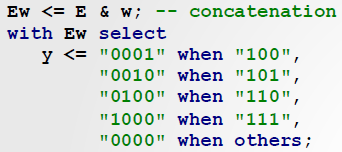 Ew <= E & w; -- concatenation
with Ew select
y <= "0001" when "100",
"0010" when "101",
"0100" when "110",
"1000" when "111",
"0000" when others;